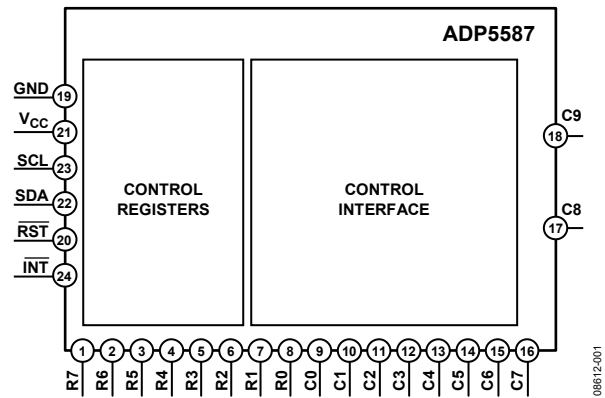 ADP5587
GND
19
VCC
21
SCL
23
SDA
22
RST
20
INT
24
CONTROL
REGISTERS
CONTROL
INTERFACE
C9
18
C8
17
1 2 3 4 5 6 7 8 9 10 11 12 13 14 15 16
R7 R6 R5 R4 R3 R2 R1 R0 C0 C1 C2 C3 C4 C5 C6 C7
08612-001